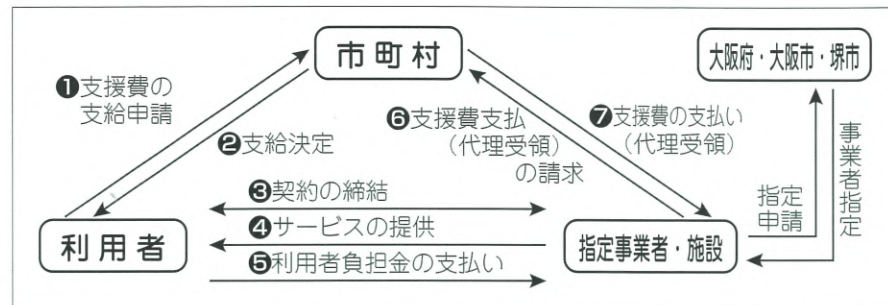 市町村
大阪府・大阪市・堺市
❶支援費の
支給申請
❷支給決定
❻支援費支払
(代理受領)
の請求
❼支援費の支払い
(代理受領)
事業者指定
指定
申請
❸契約の締結
❹サービスの提供
❺利用者負担金の支払い
利用者
指定事業者・施設